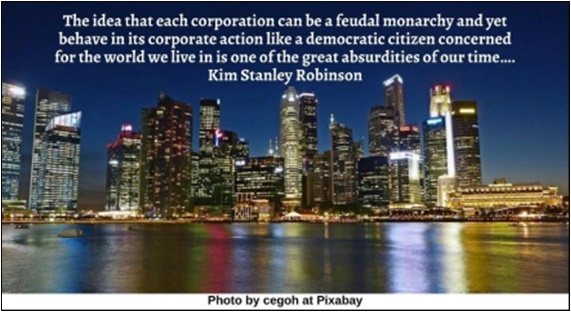 The idea that each corporation can be a feudal monarchy and yet
behave in its corporate action like a democratic citizen concerned
for the world we live in is one of the great absurdities of our time....
Kim Stanley Robinson
Photo by cegoh at Pixabay